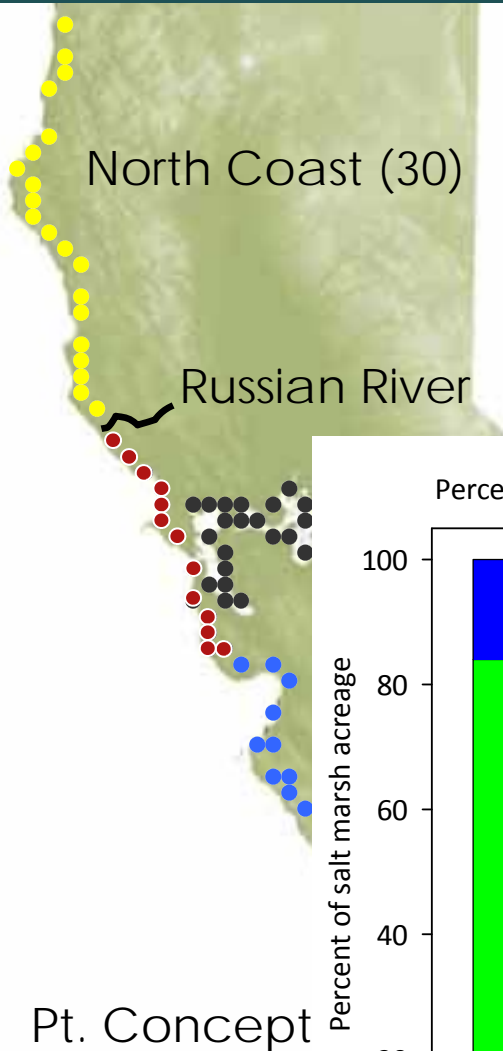 North Coast (30)
Russian River
Perce
100
80
60
40
Percent of salt marsh acreage
Pt. Concept